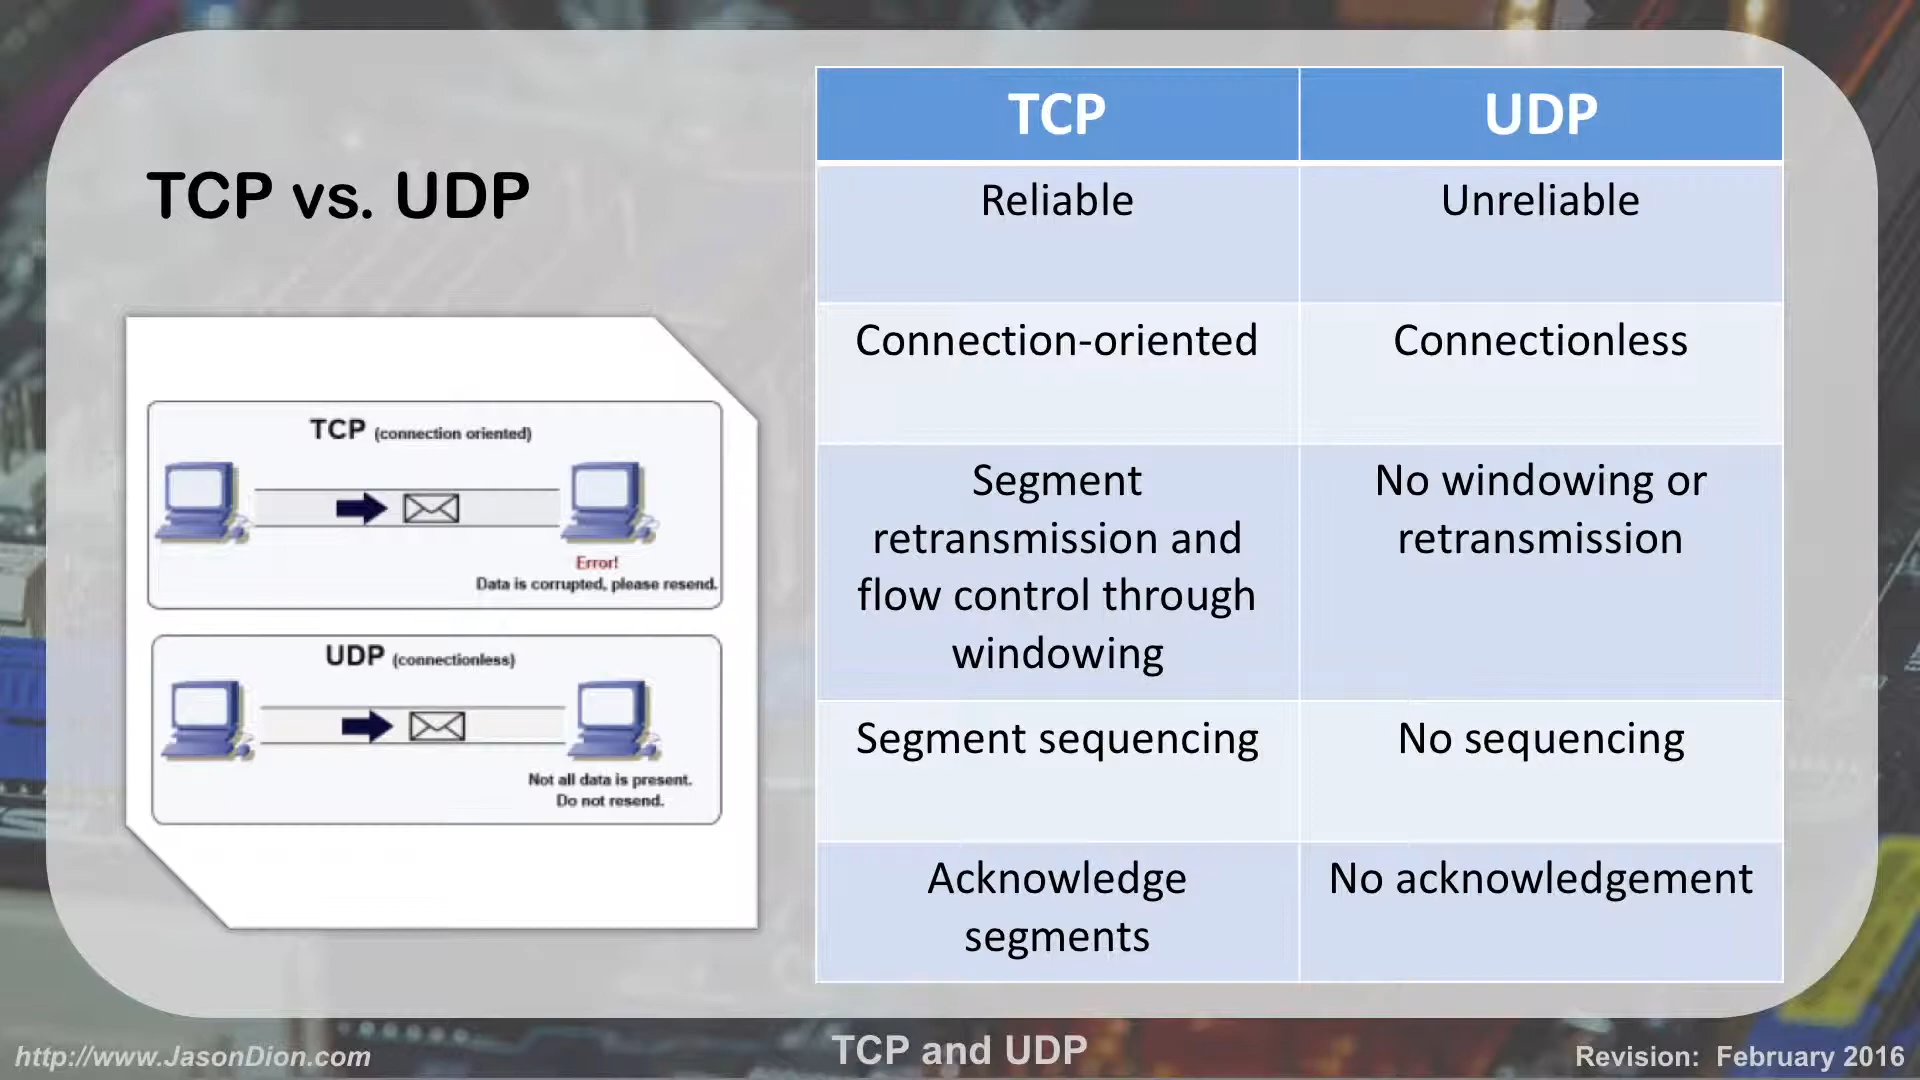 TCP vs. UDP
TCP (connection oriented)
Error!
Data is corrupted, please resend.
UDP (connectionless)
Not all data is present.
Do not resend.
TCP
UDP
Reliable
Unreliable
Connection-oriented
Connectionless
Segment
retransmission and
flow control through
windowing
No windowing or
retransmission
Segment sequencing
No sequencing
Acknowledge
segments
No acknowledgement
http://www.JasonDion.com
TCP and UDP
Revision: February 2016